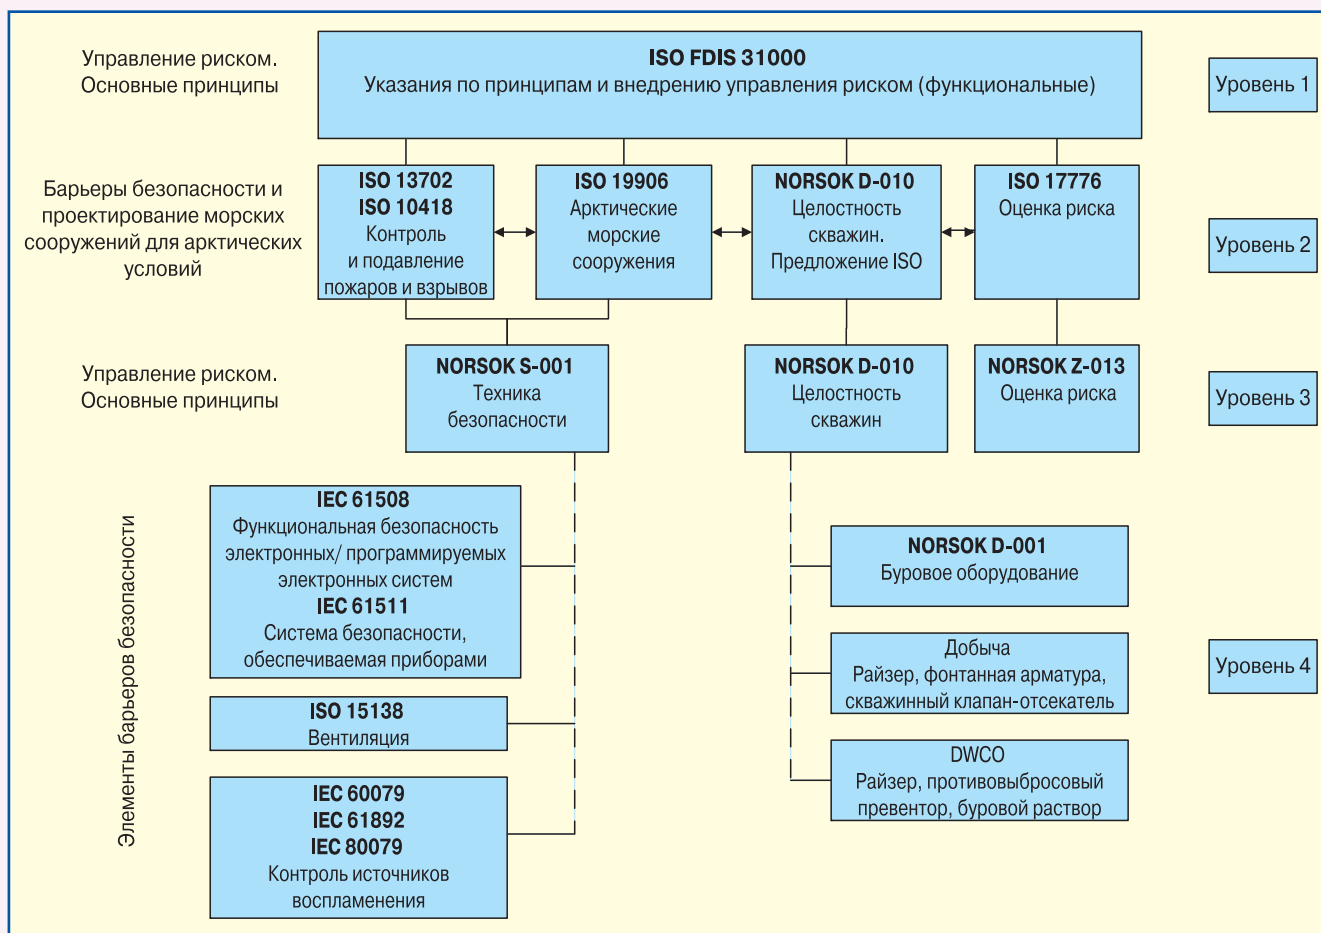 Управление риском.
Основные принципы
ISO FDIS 31000
Указания по принципам и внедрению управления риском (функциональные)
Уровень 1
Барьеры безопасности и
проектирование морских
сооружений для арктических
условий
ISO 13702
ISO 10418
Контроль
и подавление
пожаров и взрывов
ISO 19906
Арктические
морские
сооружения
NORSOK D-010
Целостность
скважин.
Предложение ISO
ISO 17776
Оценка риска
Уровень 2
Управление риском.
Основные принципы
NORSOK S-001
Техника
безопасности
NORSOK D-010
Целостность
скважин
NORSOK Z-013
Оценка риска
Уровень 3
Элементы барьеров безопасности
IEC 61508
Функциональная безопасность
электронных/ программируемых
электронных систем
IEC 61511
Система безопасности,
обеспечиваемая приборами
ISO 15138
Вентиляция
IEC 60079
IEC 61892
IEC 80079
Контроль источников
воспламенения
NORSOK D-001
Буровое оборудование
Добыча
Райзер, фонтанная арматура,
скважинный клапан-отсекатель
DWCO
Райзер, противовыбросовый
превентор, буровой раствор
Уровень 4